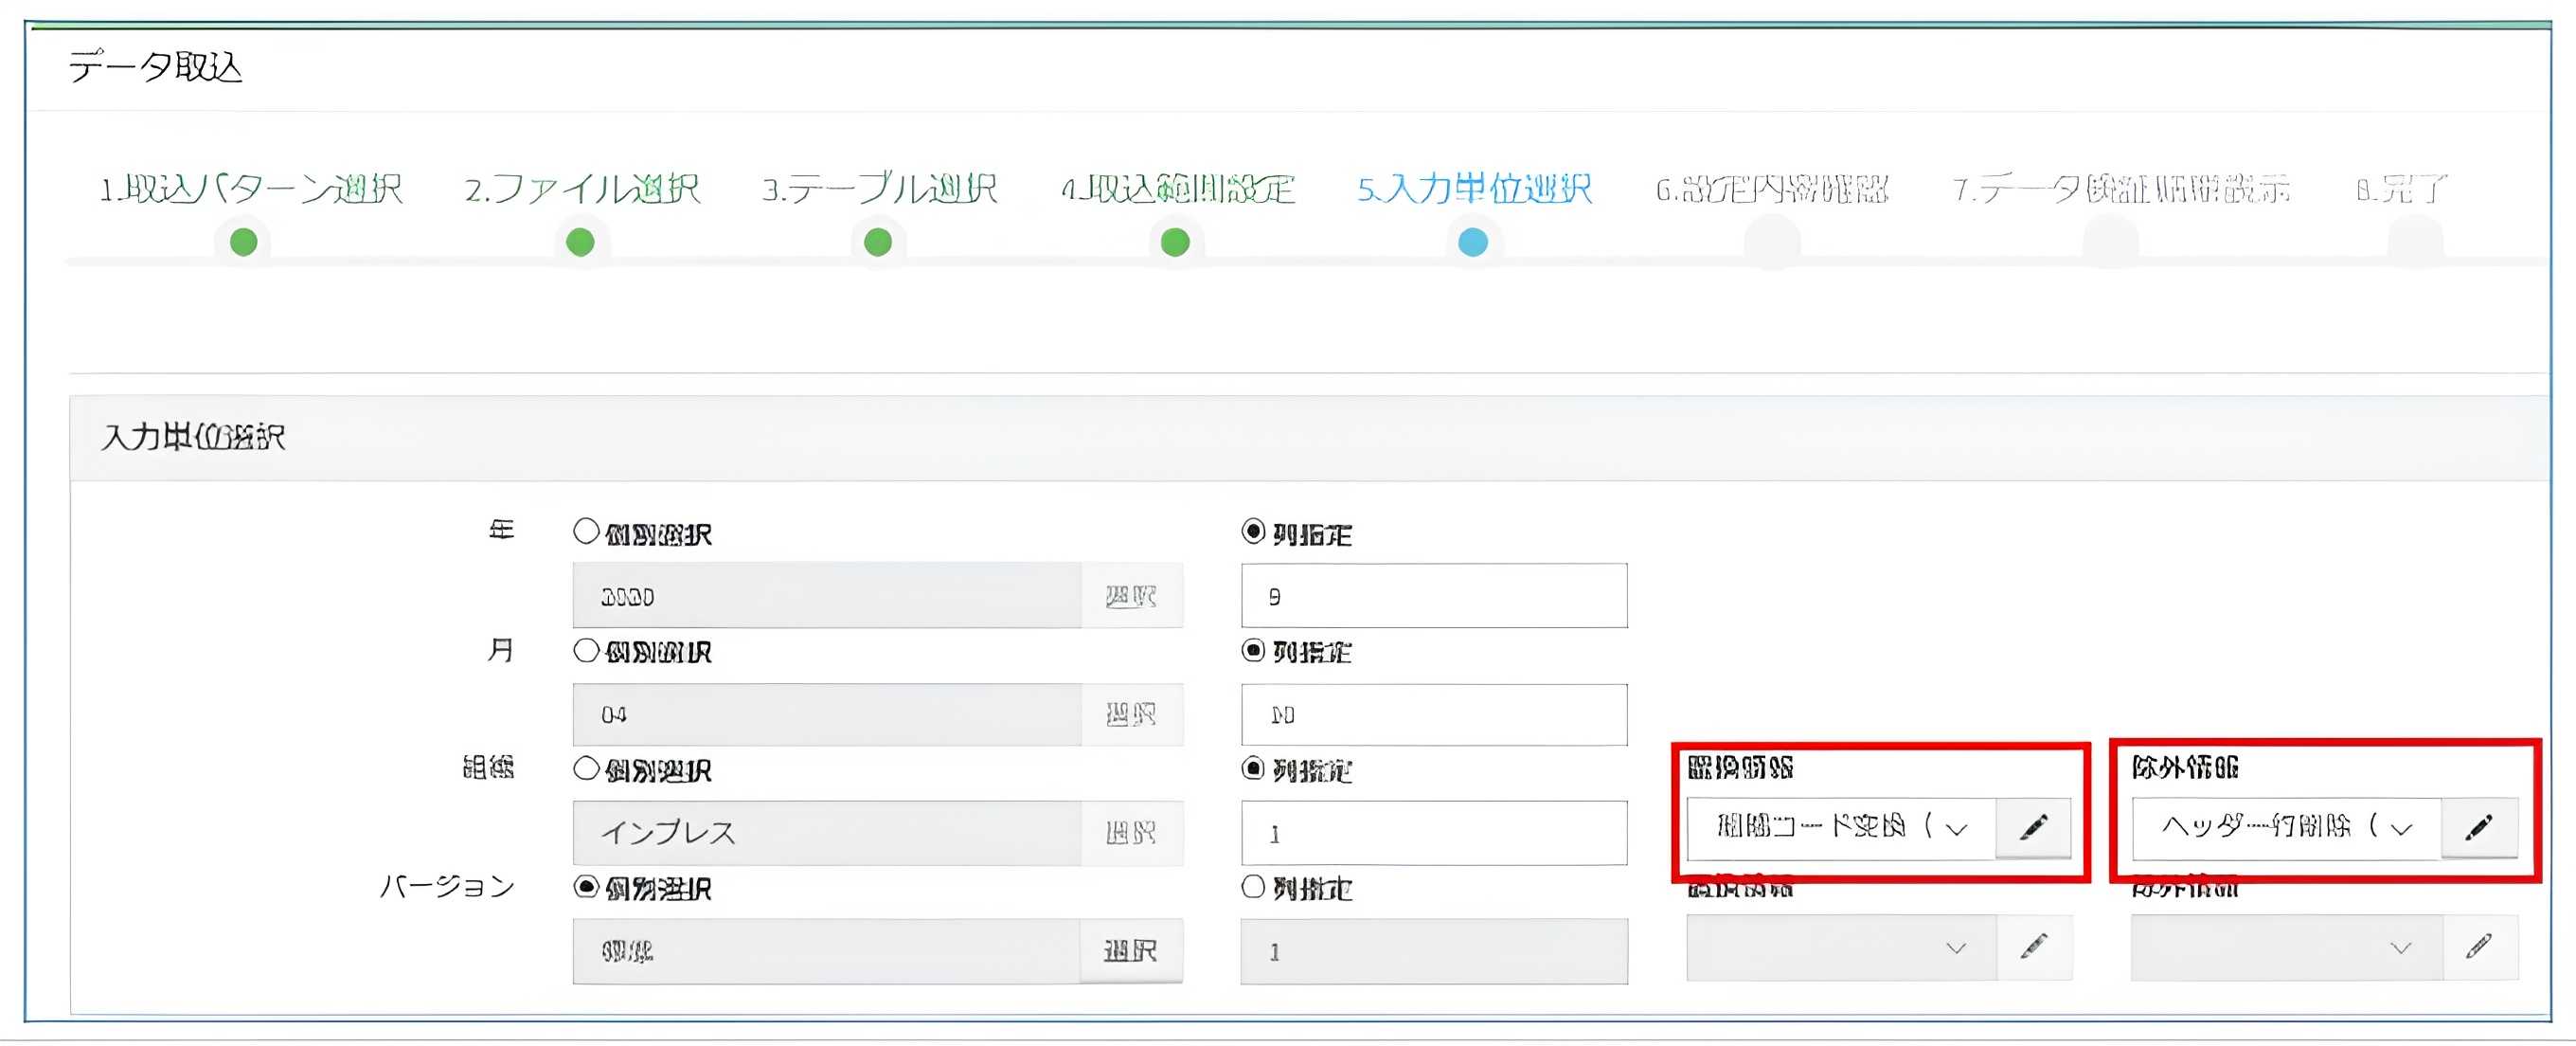 データ取込
1.取込パターン選択 2.ファイル選択 3.テーブル選択 4.取込範囲設定 5.入力単位選択 6.設定内容確認 7.データ検証 表示 8.完了
入力単位選択
年 個別選択 列指定
選択 9
月 個別選択 列指定
04 選択 10
組織 個別選択 列指定 置換情報 除外情報
インプレス 選択 1 組織コード変換 ( ヘッダー行削除 (
バージョン 個別選択 列指定 置換情報 除外情報
選択 1